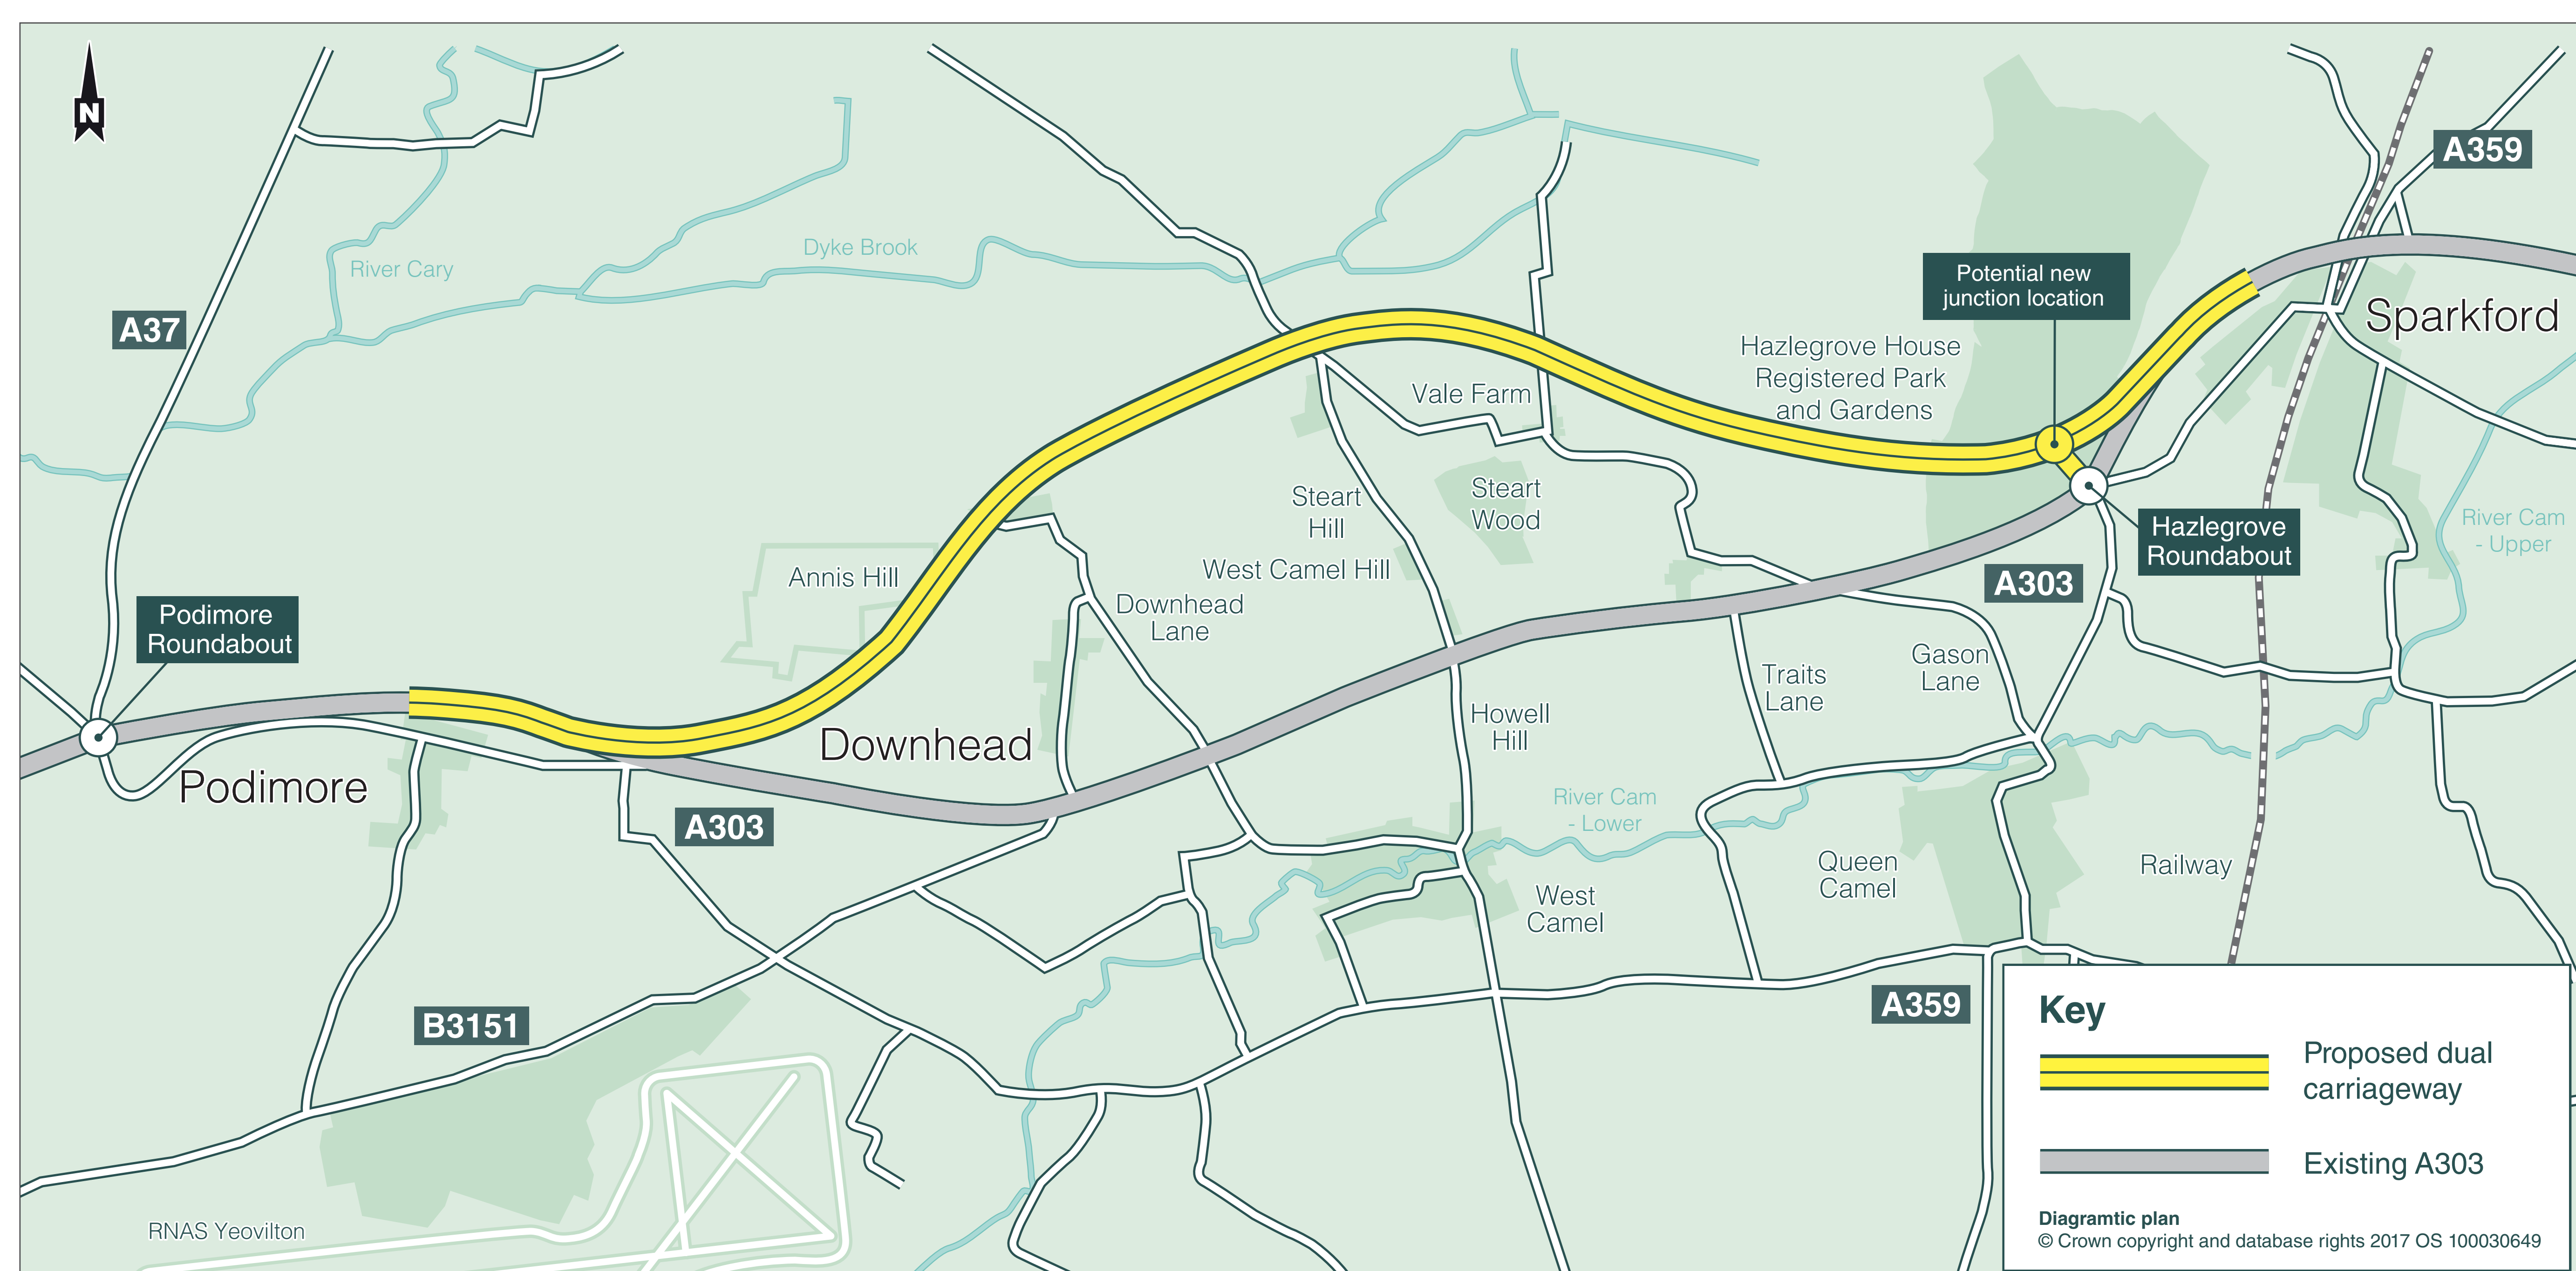 N
A359
Dyke Brook
River Cary
Potential new
junction location
A37
Sparkford
Hazlegrove House
Registered Park
and Gardens
Vale Farm
Steart
Hill
Steart
Wood
River Cam
- Upper
Hazlegrove
Roundabout
West Camel Hill
Annis Hill
A303
Downhead
Lane
Podimore
Roundabout
Traits
Lane
Gason
Lane
Howell
Hill
Downhead
Podimore
River Cam
- Lower
A303
Queen
Camel
Railway
West
Camel
A359
B3151
RNAS Yeovilton
Key
Proposed dual
carriageway
Existing A303
Diagramtic plan
© Crown copyright and database rights 2017 OS 100030649